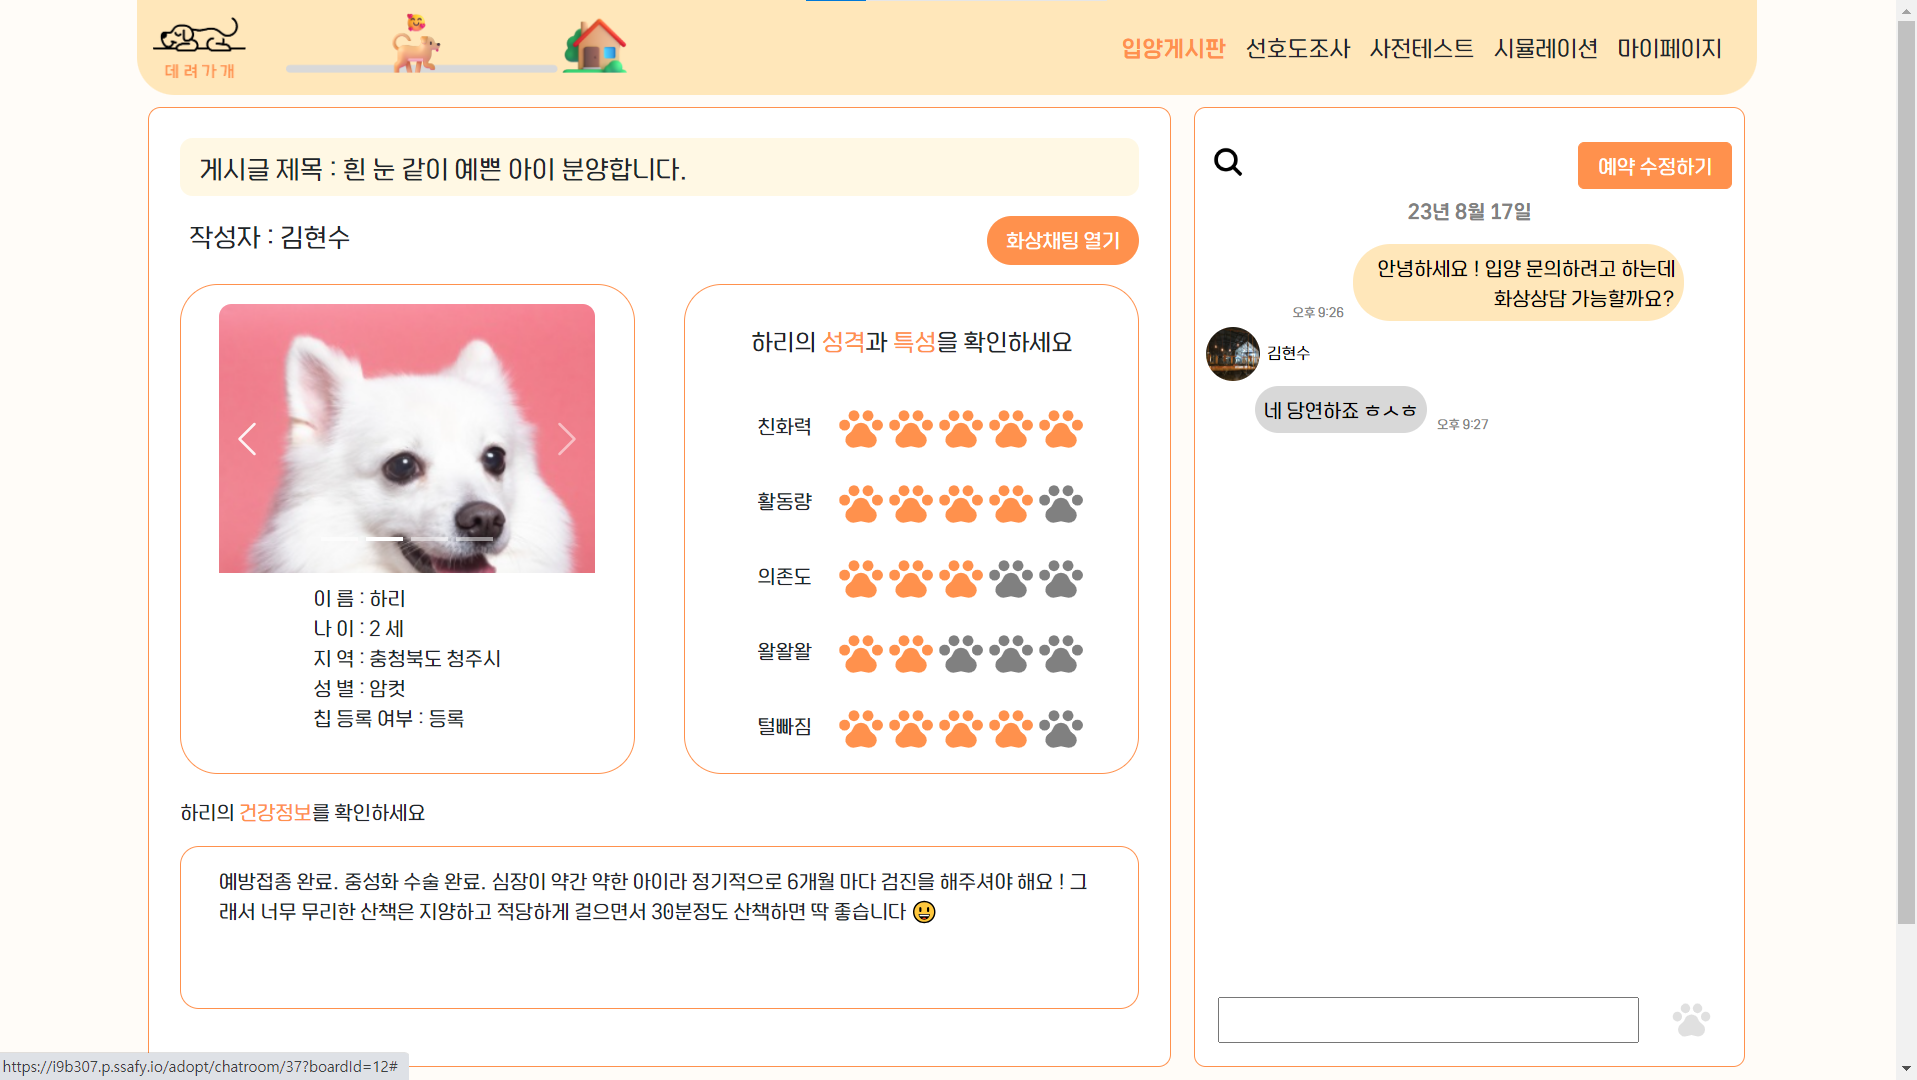 데려가개
입양게시판 선호도조사 사전테스트 시뮬레이션 마이페이지
게시글 제목 : 흰 눈 같이 예쁜 아이 분양합니다.
작성자 : 김현수
화상채팅 열기
이 름 : 하리
나 이 : 2 세
지 역 : 충청북도 청주시
성 별 : 암컷
칩 등록 여부 : 등록
하리의 성격과 특성을 확인하세요
친화력
활동량
의존도
왈왈왈
털빠짐
하리의 건강정보를 확인하세요
예방접종 완료. 중성화 수술 완료. 심장이 약간 약한 아이라 정기적으로 6개월 마다 검진을 해주셔야 해요 ! 그
래서 너무 무리한 산책은 지양하고 적당하게 걸으면서 30분정도 산책하면 딱 좋습니다 😃
예약 수정하기
23년 8월 17일
안녕하세요 ! 입양 문의하려고 하는데
화상상담 가능할까요?
오후 9:26
김현수
네 당연하죠 ㅎㅅㅎ
오후 9:27
https://i9b307.p.ssafy.io/adopt/chatroom/37?boardId=12#